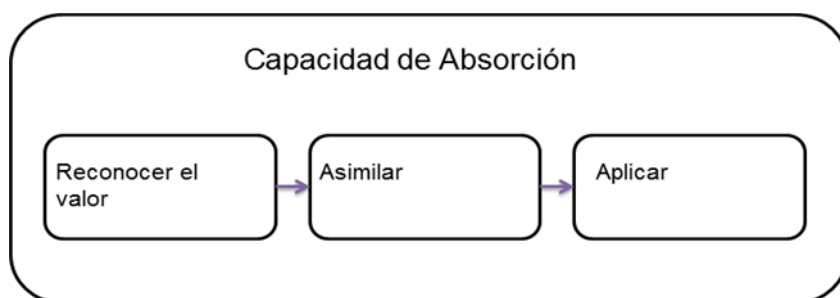 Capacidad de Absorción
Reconocer el
valor
Asimilar
Aplicar